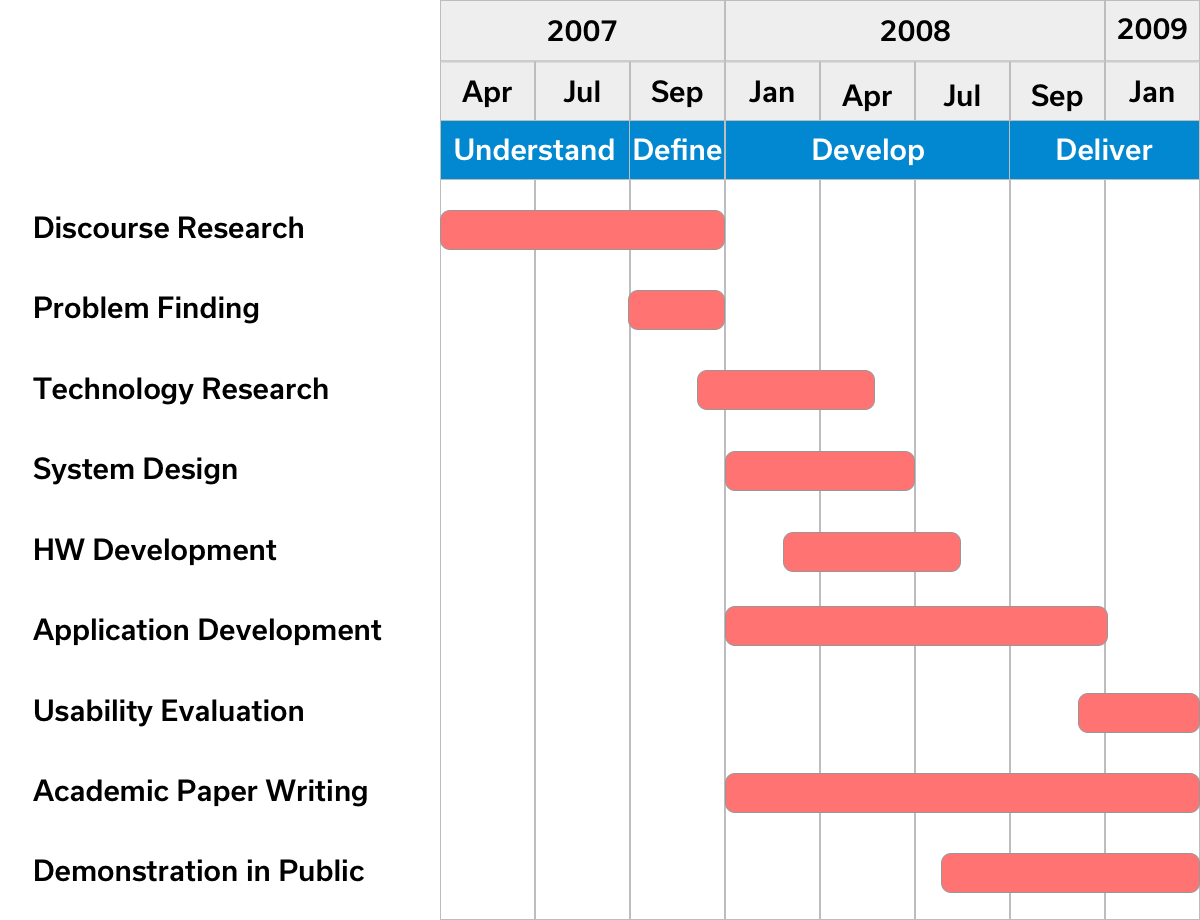 2007 2008 2009
Apr Jul Sep Jan Apr Jul Sep Jan
Understand Define Develop Deliver
Discourse Research
Problem Finding
Technology Research
System Design
HW Development
Application Development
Usability Evaluation
Academic Paper Writing
Demonstration in Public